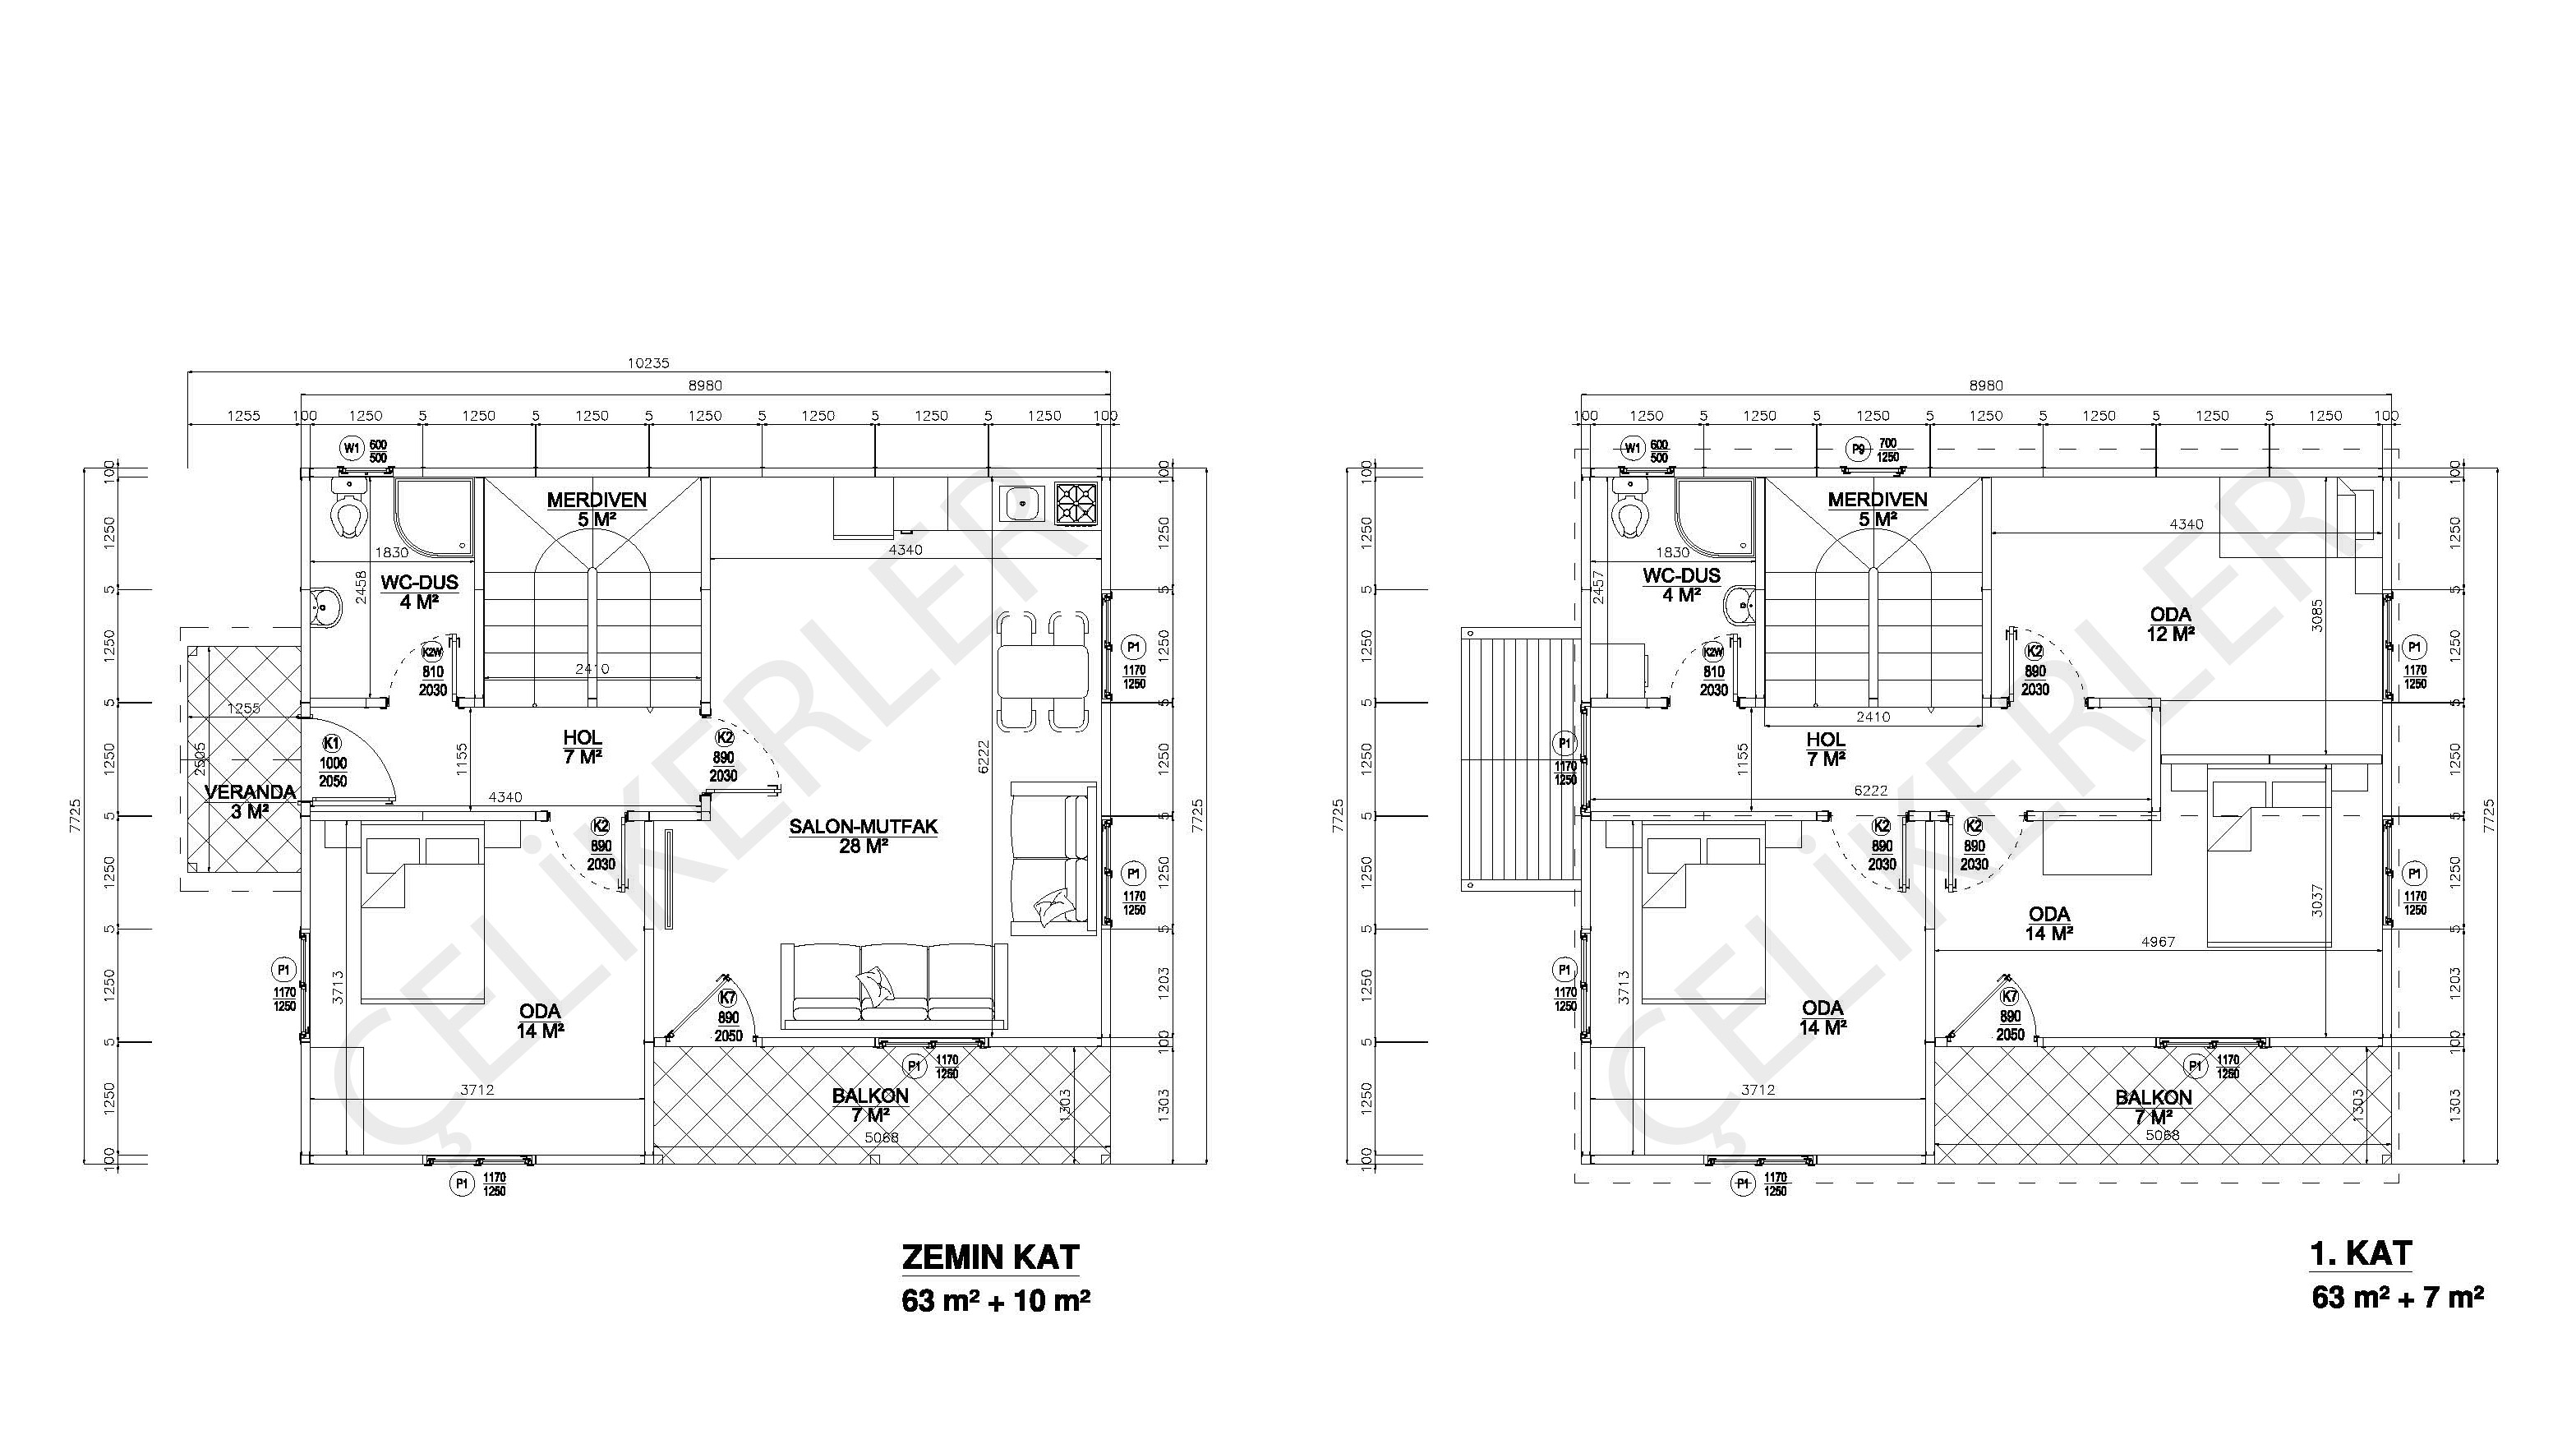 10235
8980
1255 100 1250 5 1250 5 1250 5 1250 5 1250 5 1250 5 1250 100
W1 600
500
100
1250
5
1250
5
1250
5
1250
5
1250
5
1250
100
7725
MERDIVEN
5 M²
1830
2458
WC-DUS
4 M²
K2W
810
2030
2410
4340
1255
2505
VERANDA
3 M²
K1
1000
2050
1155
HOL
7 M²
4340
K2
890
2030
6222
K2
890
2030
SALON-MUTFAK
28 M²
P1
1170
1250
P1
1170
1250
P1
1170
1250
3713
ODA
14 M²
3712
K7
890
2050
P1 1170
1250
BALKON
7 M²
5068
1303
P1 1170
1250
100
1250
5
1250
5
1250
5
1250
5
1203
100
1303
7725
ZEMIN KAT
63 m² + 10 m²
8980
100 1250 5 1250 5 1250 5 1250 5 1250 5 1250 5 1250 100
W1 600
500
P9 700
1250
100
1250
5
1250
5
1250
5
1250
5
1250
5
1250
100
7725
MERDIVEN
5 M²
1830
2457
WC-DUS
4 M²
K2W
810
2030
2410
4340
3085
ODA
12 M²
K2
890
2030
P1
1170
1250
P1
1170
1250
1155
HOL
7 M²
6222
K2
890
2030
K2
890
2030
P1
1170
1250
3037
ODA
14 M²
4967
P1
1170
1250
3713
ODA
14 M²
3712
K7
890
2050
P1 1170
1250
BALKON
7 M²
5068
1303
P1 1170
1250
100
1250
5
1250
5
1250
5
1250
5
1203
100
1303
7725
1. KAT
63 m² + 7 m²
ÇELİKERLER
ÇELİKERLER